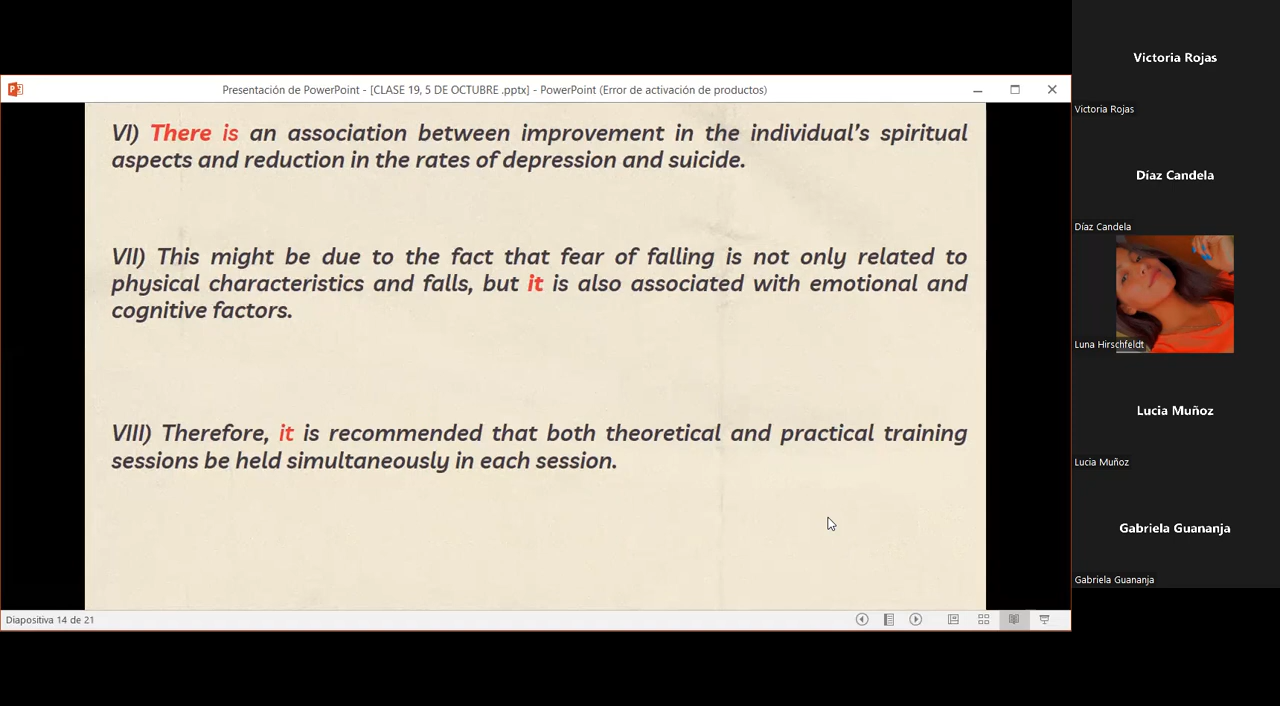 Presentación de PowerPoint - [CLASE 19, 5 DE OCTUBRE .pptx] - PowerPoint (Error de activación de productos)
VI) There is an association between improvement in the individual's spiritual
aspects and reduction in the rates of depression and suicide.
VII) This might be due to the fact that fear of falling is not only related to
physical characteristics and falls, but it is also associated with emotional and
cognitive factors.
VIII) Therefore, it is recommended that both theoretical and practical training
sessions be held simultaneously in each session.
Diapositiva 14 de 21
Victoria Rojas
Victoria Rojas
Díaz Candela
Díaz Candela
Luna Hirschfeldt
Lucia Muñoz
Lucia Muñoz
Gabriela Guananja
Gabriela Guananja